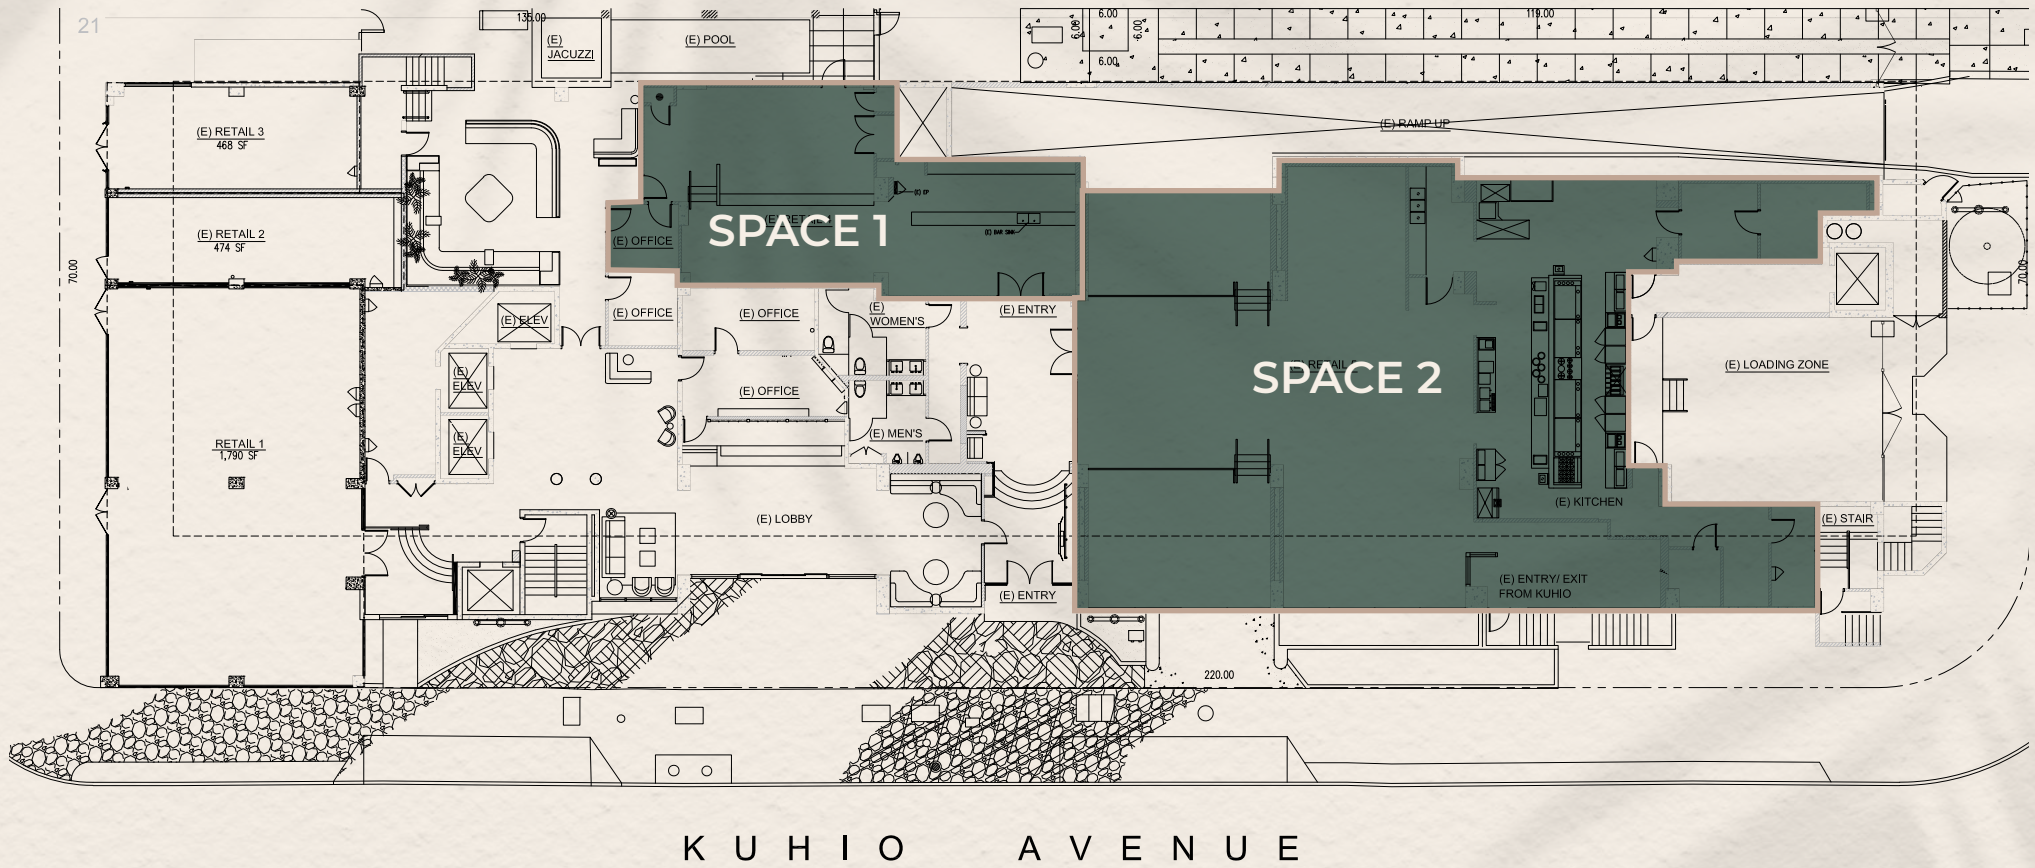 21
135.00
(E)
JACUZZI
(E) POOL
6.00
6.00
6.00
6.00
119.00
(E) RETAIL 3
468 SF
(E) RAMP UP
(E) EP
(E) RETAIL 2
474 SF
SPACE 1
(E) OFFICE
(E) BAR SINK
70.00
70.00
(E) ELEV
(E) OFFICE
(E) OFFICE
(E)
WOMEN'S
(E) ENTRY
(E)
ELEV
(E) OFFICE
SPACE 2
(E) LOADING ZONE
RETAIL 1
1,790 SF
(E)
ELEV
(E) MEN'S
(E) KITCHEN
(E) LOBBY
(E) STAIR
(E) ENTRY
(E) ENTRY/ EXIT
FROM KUHIO
220.00
KUHIO AVENUE